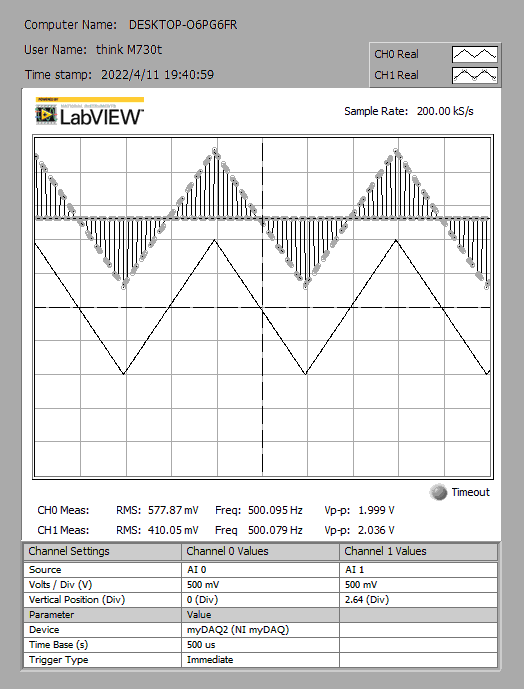 Computer Name: DESKTOP-O6PG6FR
User Name: think M730t
Time stamp: 2022/4/11 19:40:59
CH0 Real
CH1 Real
POWERED BY
NATIONAL INSTRUMENTS
LabVIEW™
Sample Rate: 200.00 kS/s
Timeout
CH0 Meas: RMS: 577.87 mV Freq: 500.095 Hz Vp-p: 1.999 V
CH1 Meas: RMS: 410.05 mV Freq 500.079 Hz Vp-p: 2.036 V
Channel Settings Channel 0 Values Channel 1 Values
Source AI 0 AI 1
Volts / Div (V) 500 mV 500 mV
Vertical Position (Div) 0 (Div) 2.64 (Div)
Parameter Value
Device myDAQ2 (NI myDAQ)
Time Base (s) 500 us
Trigger Type Immediate